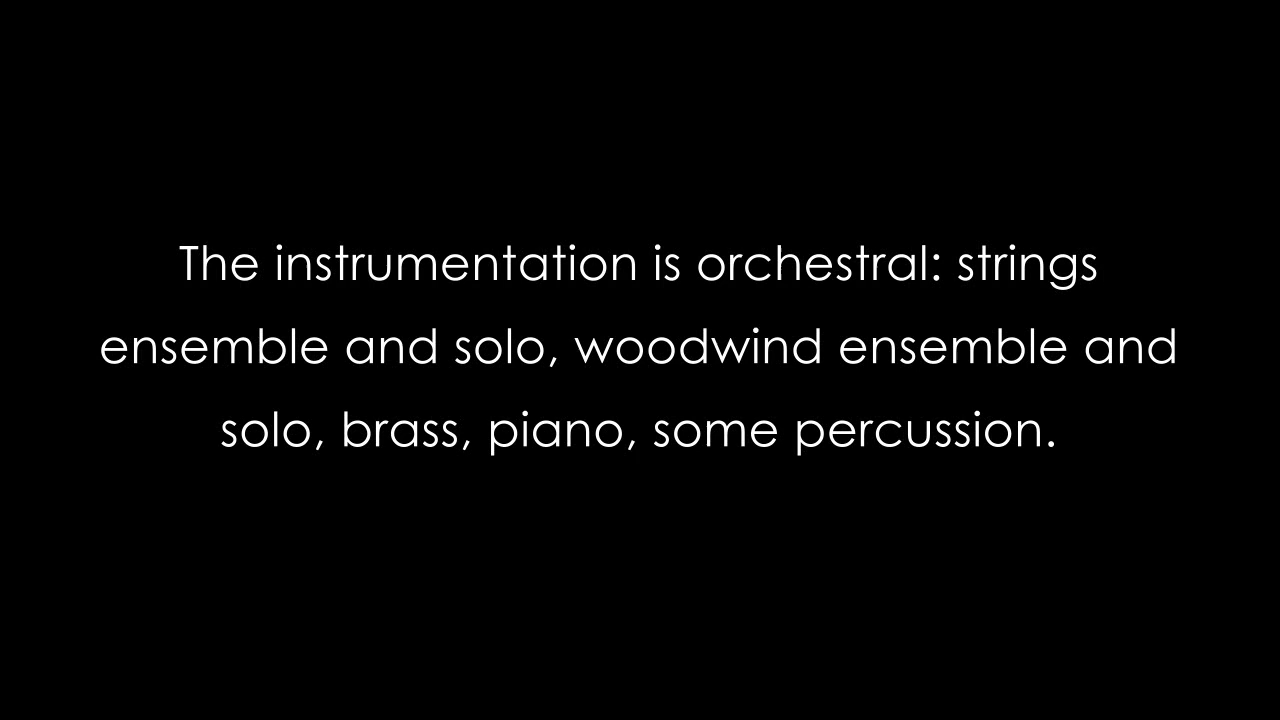 The instrumentation is orchestral: strings
ensemble and solo, woodwind ensemble and
solo, brass, piano, some percussion.